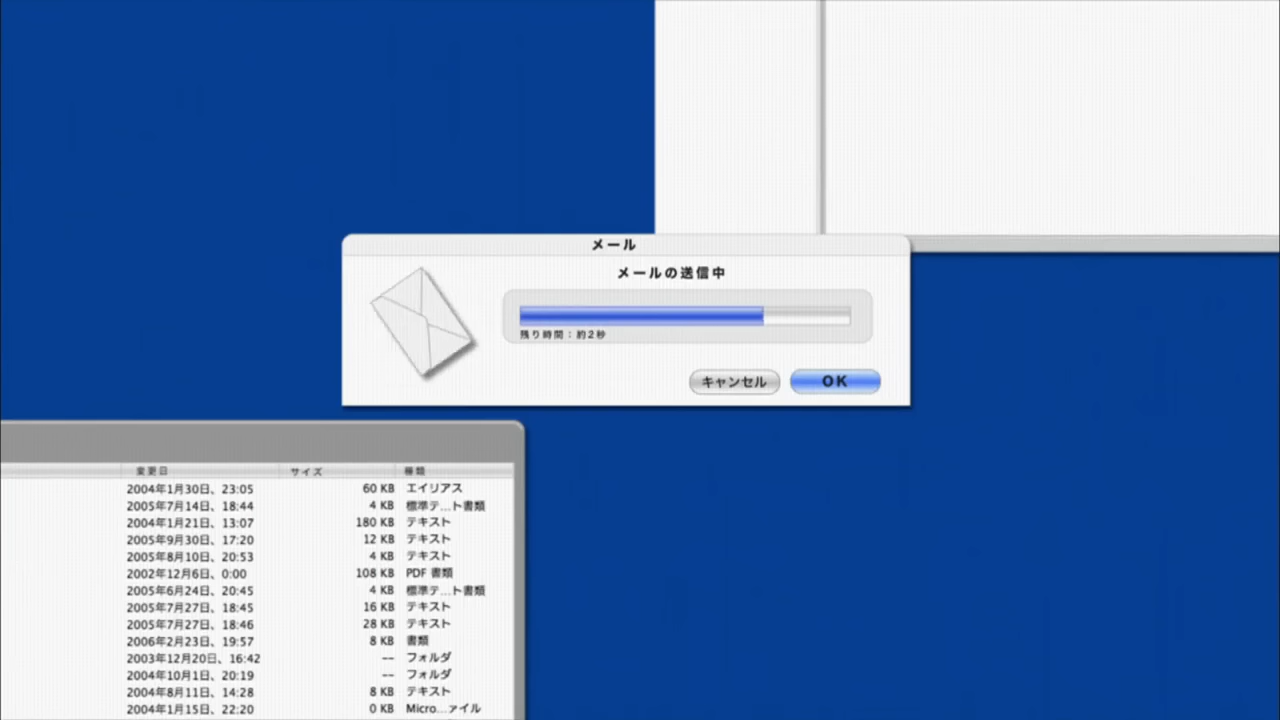 メール
メールの送信中
残り時間：約2秒
キャンセル OK
変更日 サイズ 種類
2004年1月30日、23:05 60 KB エイリアス
2005年7月14日、18:44 4 KB 標準テ...ト書類
2004年1月21日、13:07 180 KB テキスト
2005年9月30日、17:20 12 KB テキスト
2005年8月10日、20:53 4 KB テキスト
2002年12月6日、0:00 108 KB PDF 書類
2005年6月24日、20:45 4 KB 標準テ...ト書類
2005年7月27日、18:45 16 KB テキスト
2005年7月27日、18:46 28 KB テキスト
2006年2月23日、19:57 8 KB 書類
2003年12月20日、16:42 -- フォルダ
2004年10月1日、20:19 -- フォルダ
2004年8月11日、14:28 8 KB テキスト
2004年1月15日、22:20 0 KB Micro...ァイル